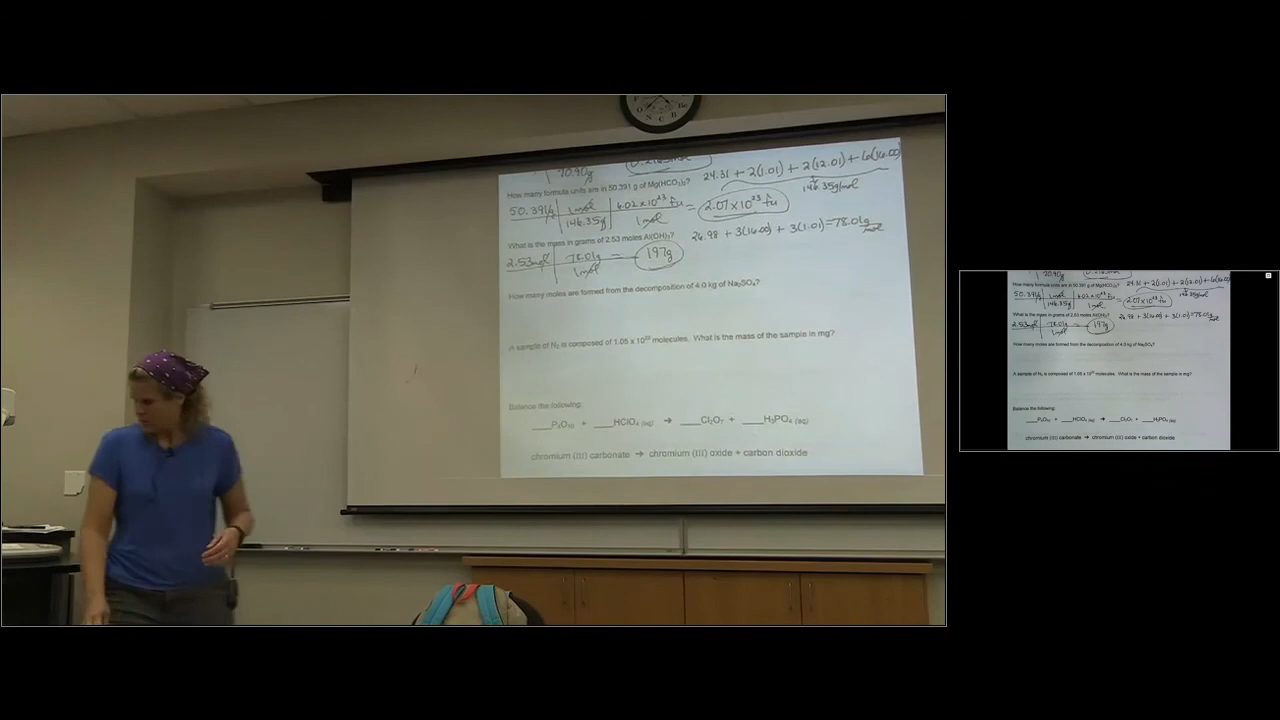 70.90g
How many formula units are in 50.391 g of Mg(HCO₃)₂?
24.31 + 2(1.01) + 2(12.01) + 6(16.00)
146.35g/mol
50.391g | 1mol | 6.02 x 10²³ fu = 2.07 x 10²³ fu
146.35g | 1mol
What is the mass in grams of 2.53 moles Al(OH)₃?
26.98 + 3(16.00) + 3(1.01) = 78.01g/mol
2.53mol | 78.01g = 197g
1mol
How many moles are formed from the decomposition of 4.0 kg of Na₂SO₄?
A sample of N₂ is composed of 1.05 x 10²² molecules. What is the mass of the sample in mg?
Balance the following:
___P₄O₁₀ + ___HClO₄ (aq) → ___Cl₂O₇ + ___H₃PO₄ (aq)
chromium (III) carbonate → chromium (III) oxide + carbon dioxide